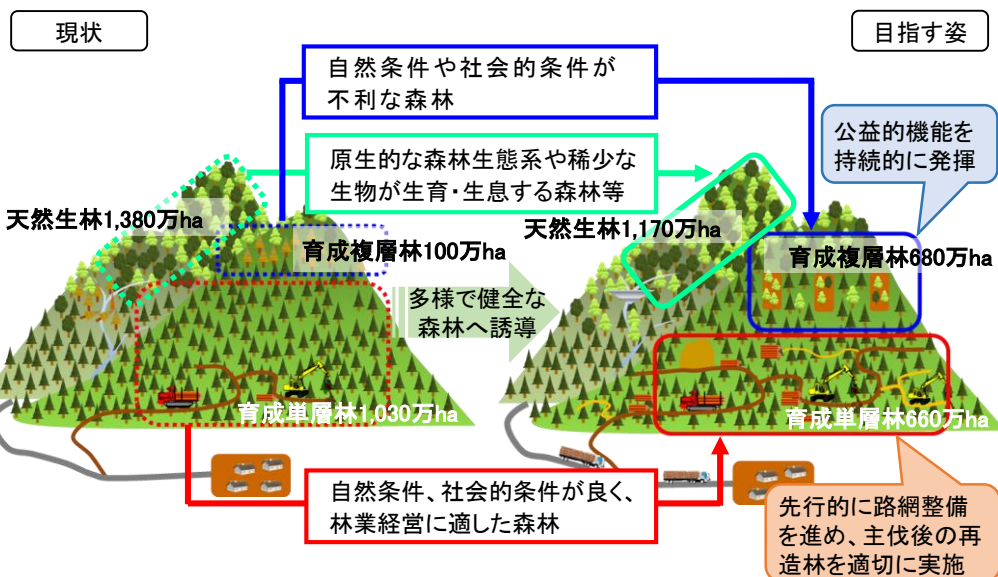 現状
目指す姿
自然条件や社会的条件が
不利な森林
原生的な森林生態系や稀少な
生物が生育・生息する森林等
公益的機能を
持続的に発揮
天然生林1,380万ha
育成複層林100万ha
育成単層林1,030万ha
多様で健全な
森林へ誘導
天然生林1,170万ha
育成複層林680万ha
育成単層林660万ha
自然条件、社会的条件が良く、
林業経営に適した森林
先行的に路網整備
を進め、主伐後の再
造林を適切に実施